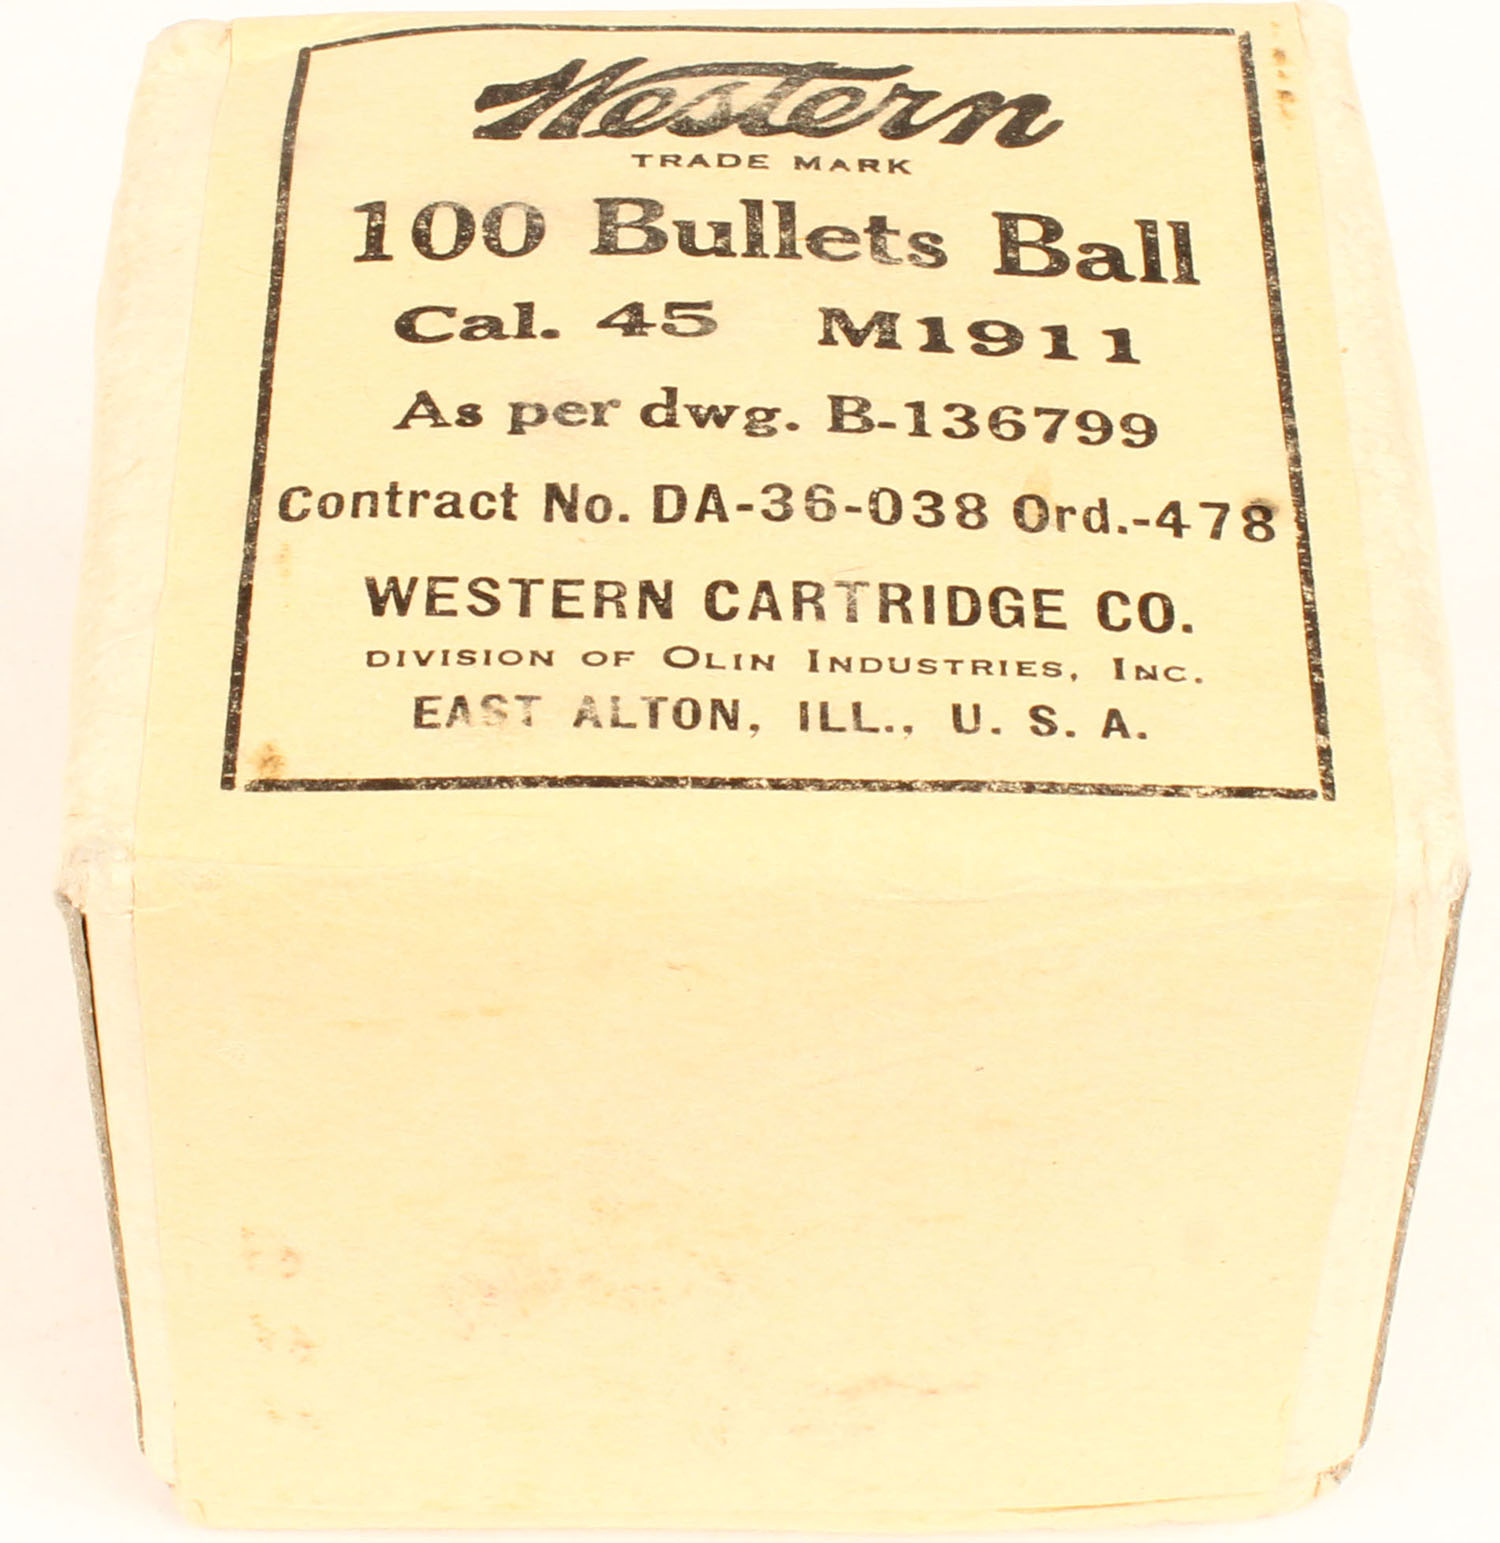 Western
TRADE MARK
100 Bullets Ball
Cal. 45 M1911
As per dwg. B-136799
Contract No. DA-36-038 Ord.-478
WESTERN CARTRIDGE CO.
DIVISION OF OLIN INDUSTRIES, INC.
EAST ALTON, ILL., U. S. A.